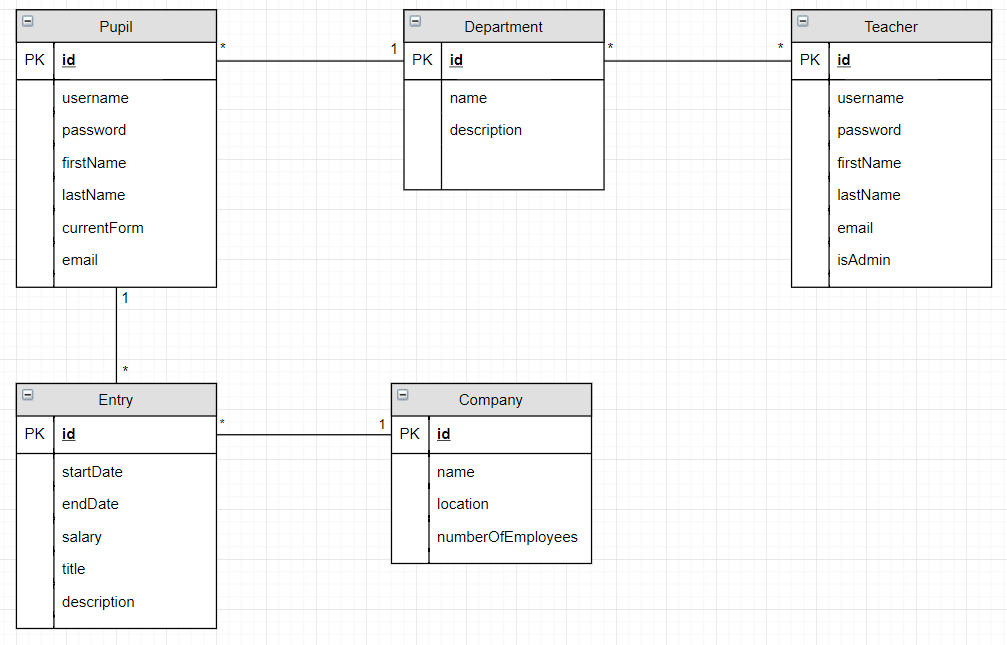 Pupil
PK id
username
password
firstName
lastName
currentForm
email
* 1
Department
PK id
name
description
* *
Teacher
PK id
username
password
firstName
lastName
email
isAdmin
1
*
Entry
PK id
startDate
endDate
salary
title
description
* 1
Company
PK id
name
location
numberOfEmployees